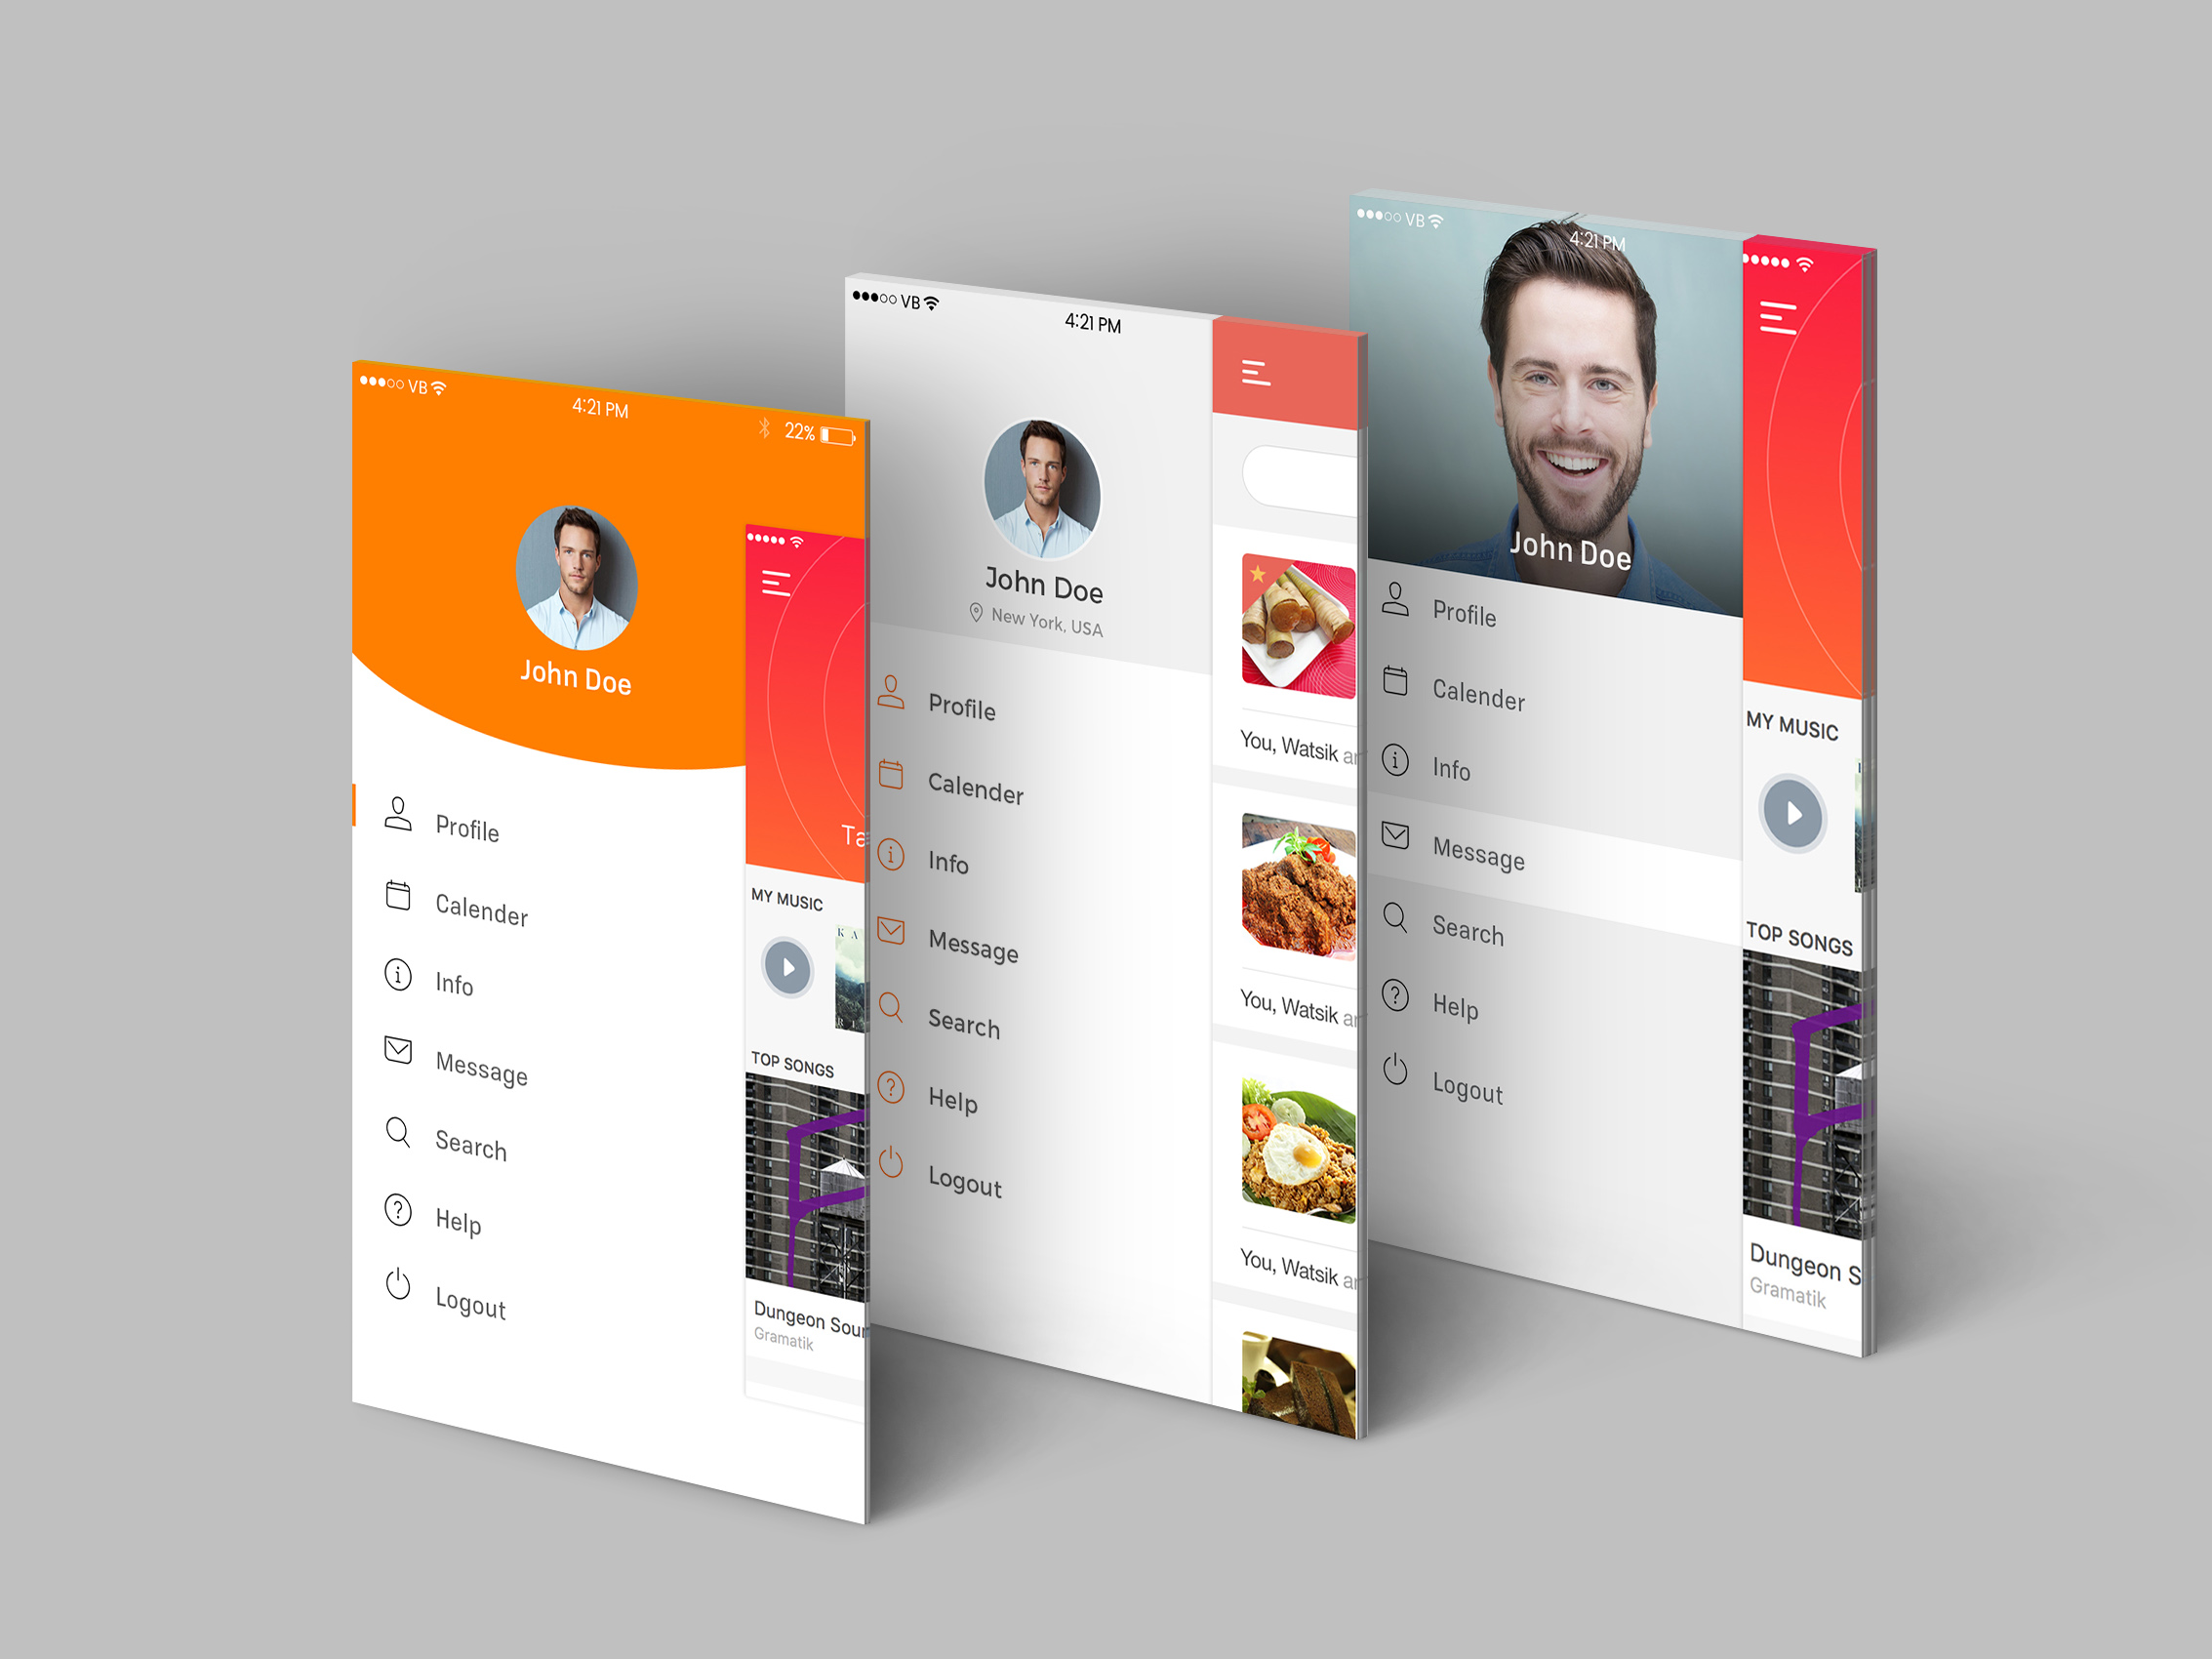 VB
4:21 PM
22%
John Doe
Profile
Calender
Info
Message
Search
Help
Logout
MY MUSIC
TOP SONGS
Gramatik
VB
4:21 PM
John Doe
New York, USA
Profile
Calender
Info
Message
Search
Help
Logout
You, Watsik
You, Watsik
You, Watsik
VB
4:21 PM
John Doe
Profile
Calender
Info
Message
Search
Help
Logout
MY MUSIC
TOP SONGS
Dungeon S
Gramatik